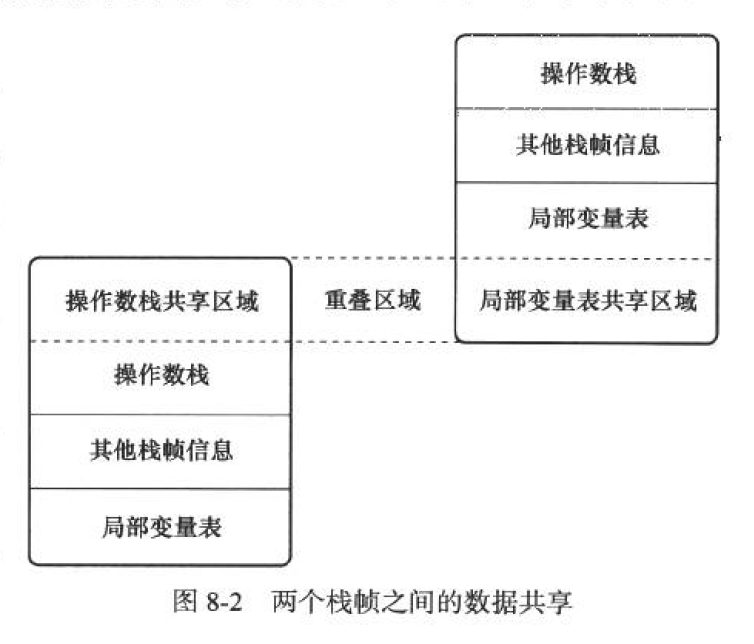 操作数栈
其他栈帧信息
局部变量表
操作数栈共享区域
重叠区域
局部变量表共享区域
操作数栈
其他栈帧信息
局部变量表
图 8-2 两个栈帧之间的数据共享